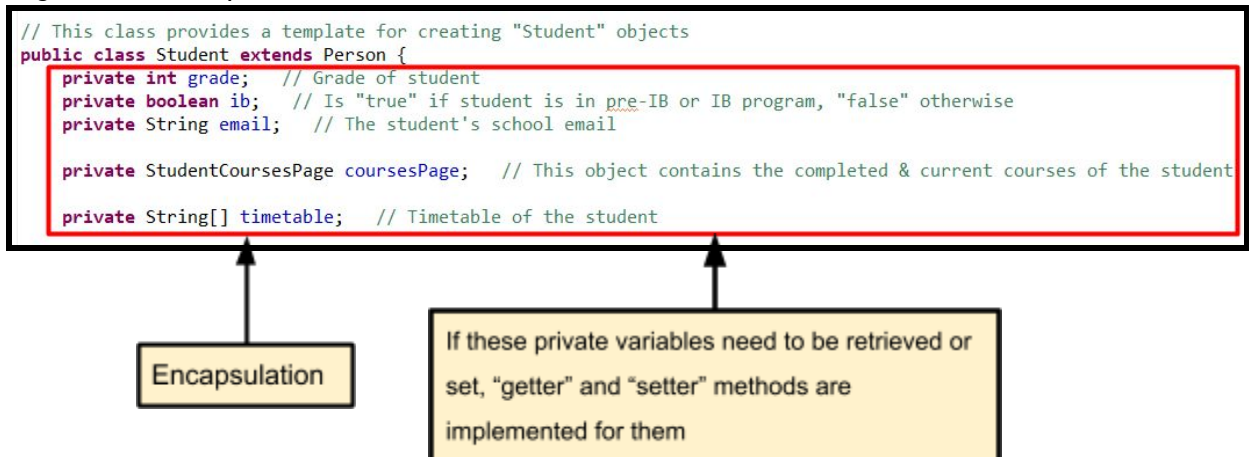 // This class provides a template for creating "Student" objects
public class Student extends Person {
private int grade; // Grade of student
private boolean ib; // Is "true" if student is in pre-IB or IB program, "false" otherwise
private String email; // The student's school email
private StudentCoursesPage coursesPage; // This object contains the completed & current courses of the student
private String[] timetable; // Timetable of the student
Encapsulation
If these private variables need to be retrieved or
set, “getter” and “setter” methods are
implemented for them